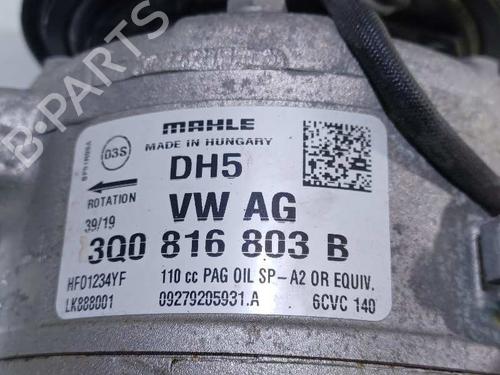 B-PARTS
MAHLE
MADE IN HUNGARY
D3S
DH5
ROTATION
VW AG
39/19
3Q0 816 803 B
HFO1234YF 110 cc PAG OIL SP-A2 OR EQUIV.
LK888001 09279205931.A 6CVC 140